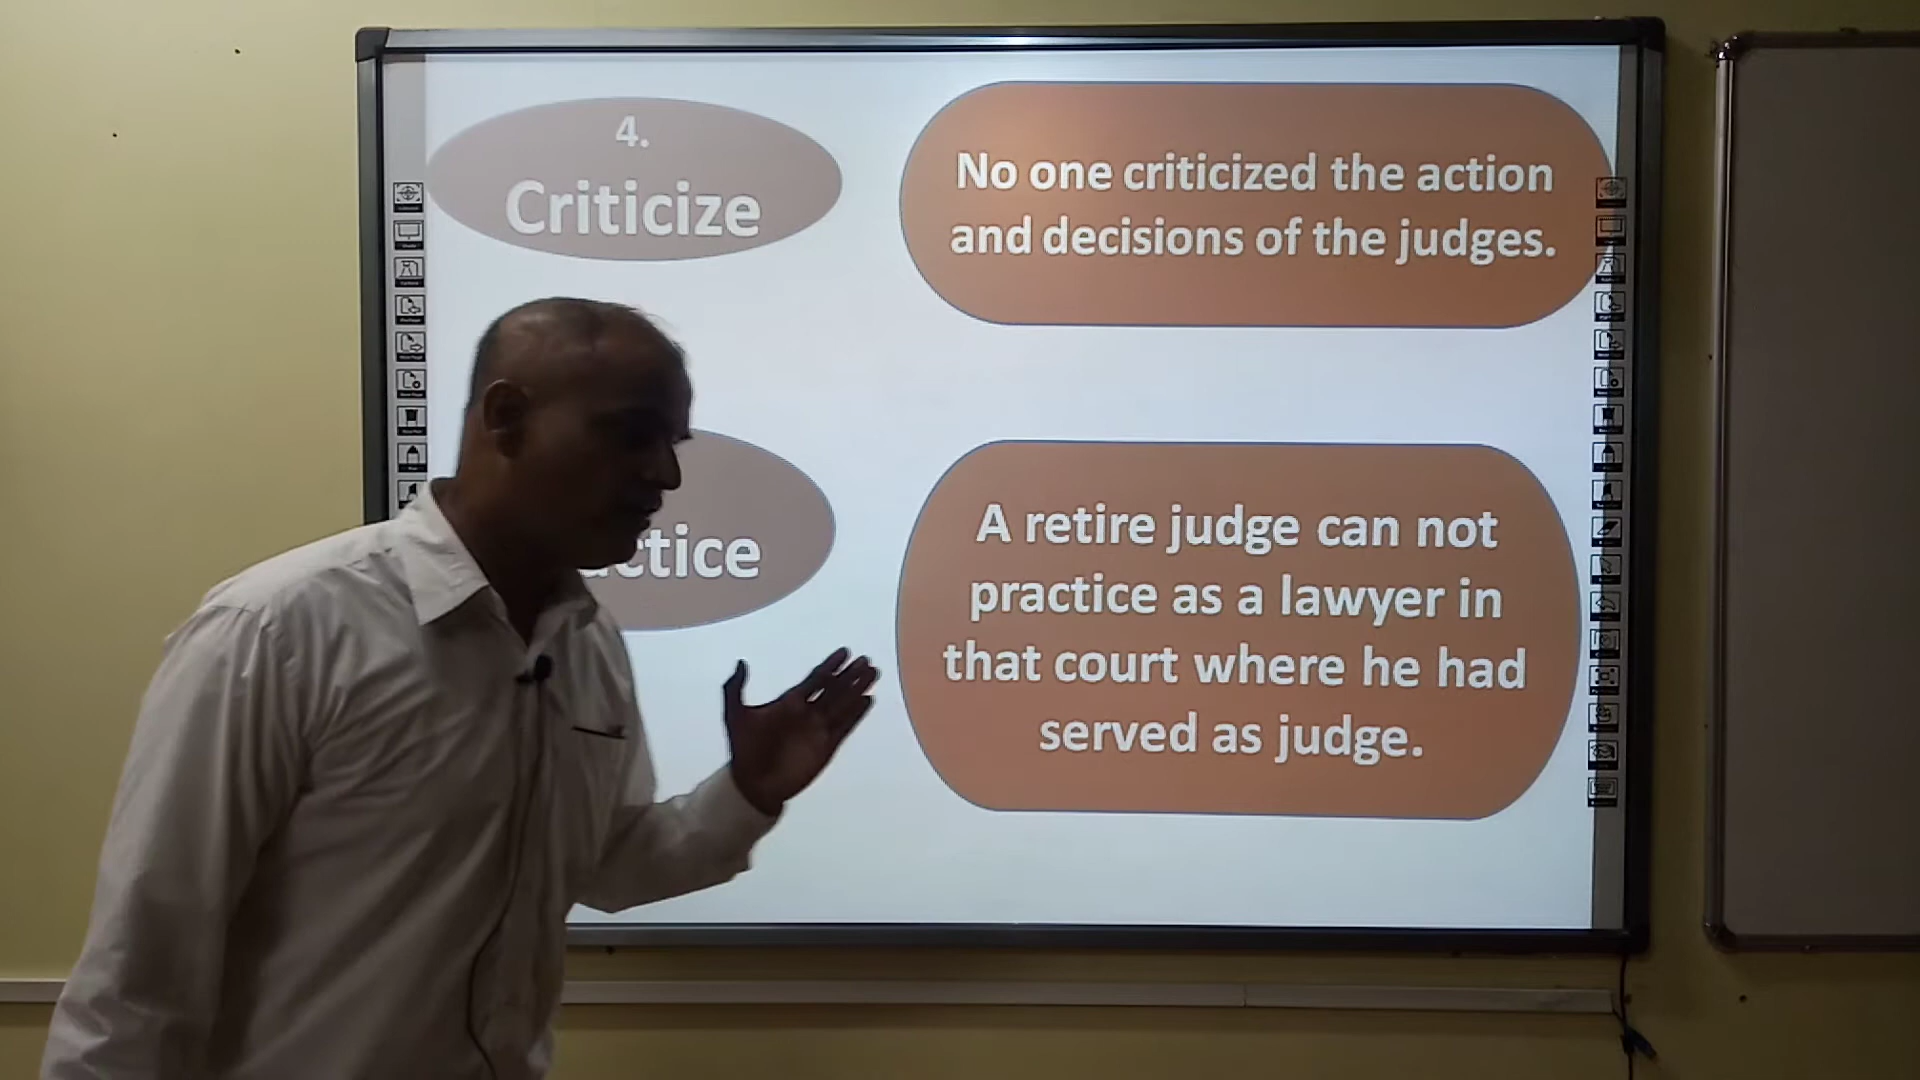 4.
Criticize
No one criticized the action
and decisions of the judges.
A retire judge can not
practice as a lawyer in
that court where he had
served as judge.